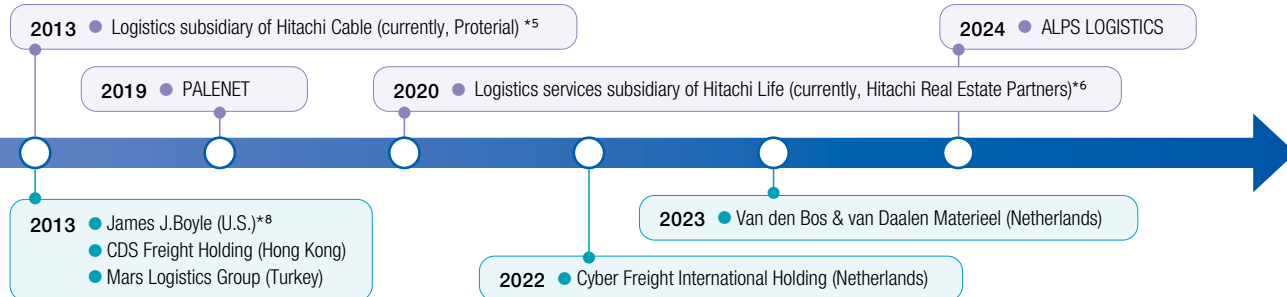 2013 ● Logistics subsidiary of Hitachi Cable (currently, Proterial) *5
2024 ● ALPS LOGISTICS
2019 ● PALENET
2020 ● Logistics services subsidiary of Hitachi Life (currently, Hitachi Real Estate Partners)*6
2013 ● James J.Boyle (U.S.)*8
● CDS Freight Holding (Hong Kong)
● Mars Logistics Group (Turkey)
2023 ● Van den Bos & van Daalen Materieel (Netherlands)
2022 ● Cyber Freight International Holding (Netherlands)